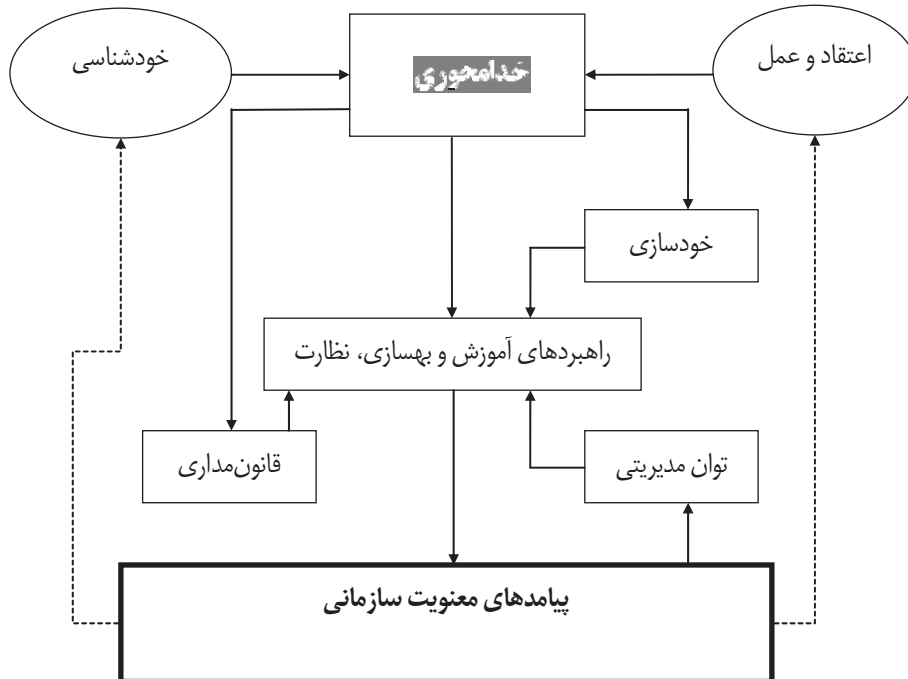 اعتقاد و عمل
خدامحوری
خودشناسی
خودسازی
راهبردهای آموزش و بهسازی، نظارت
توان مدیریتی
قانون‌مداری
پیامدهای معنویت سازمانی